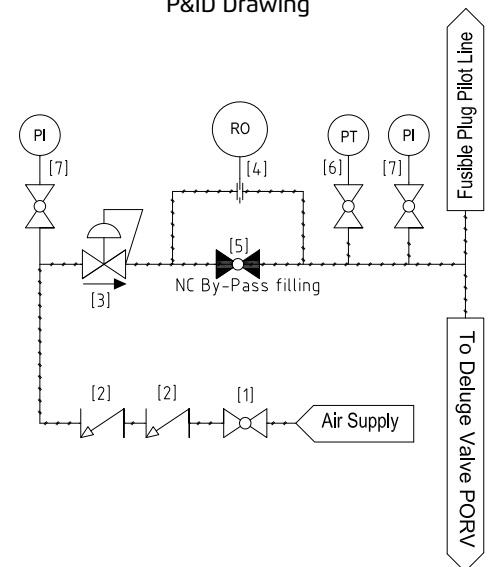 P&ID Drawing
Fusible Plug Pilot Line
PI
RO
PT
PI
[7]
[4]
[6]
[7]
[5]
NC By-Pass filling
[3]
[2]
[2]
[1]
Air Supply
To Deluge Valve PORV